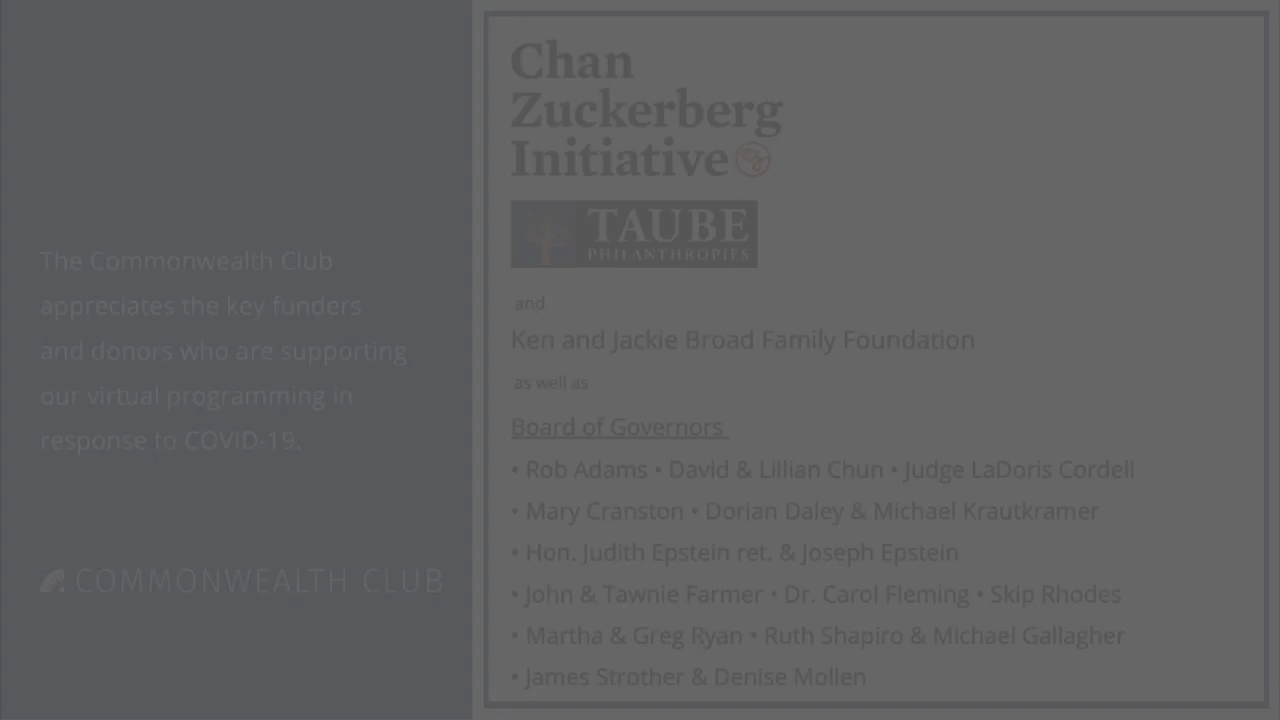 The Commonwealth Club
appreciates the key funders
and donors who are supporting
our virtual programming in
response to COVID-19.
COMMONWEALTH CLUB
Chan
Zuckerberg
Initiative
TAUBE
PHILANTHROPIES
and
Ken and Jackie Broad Family Foundation
as well as
Board of Governors
• Rob Adams • David & Lillian Chun • Judge LaDoris Cordell
• Mary Cranston • Dorian Daley & Michael Krautkramer
• Hon. Judith Epstein ret. & Joseph Epstein
• John & Tawnie Farmer • Dr. Carol Fleming • Skip Rhodes
• Martha & Greg Ryan • Ruth Shapiro & Michael Gallagher
• James Strother & Denise Mollen